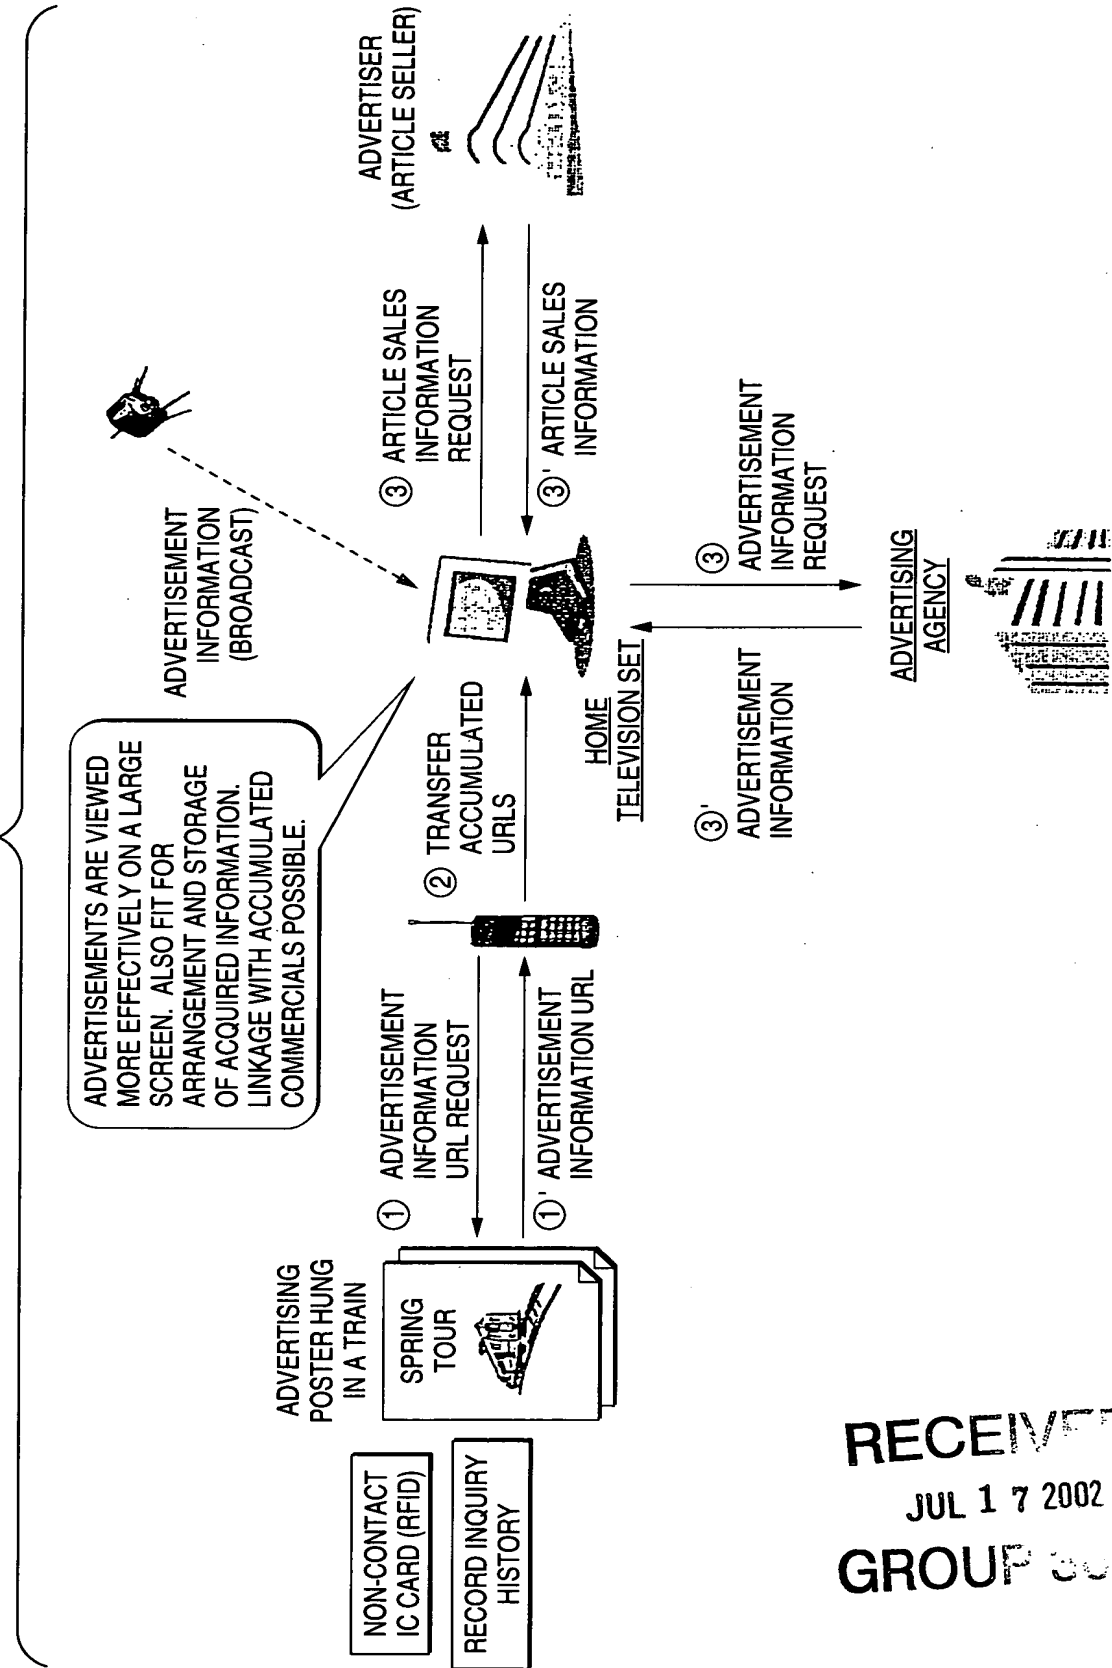 ADVERTISEMENTS ARE VIEWED
MORE EFFECTIVELY ON A LARGE
SCREEN. ALSO FIT FOR
ARRANGEMENT AND STORAGE
OF ACQUIRED INFORMATION.
LINKAGE WITH ACCUMULATED
COMMERCIALS POSSIBLE.
ADVERTISEMENT
INFORMATION
(BROADCAST)
ADVERTISER
(ARTICLE SELLER)
NON-CONTACT
IC CARD (RFID)
RECORD INQUIRY
HISTORY
ADVERTISING
POSTER HUNG
IN A TRAIN
SPRING
TOUR
① ADVERTISEMENT
INFORMATION
URL REQUEST
①' ADVERTISEMENT
INFORMATION URL
② TRANSFER
ACCUMULATED
URLS
HOME
TELEVISION SET
③ ARTICLE SALES
INFORMATION
REQUEST
③' ARTICLE SALES
INFORMATION
③' ADVERTISEMENT
INFORMATION
③ ADVERTISEMENT
INFORMATION
REQUEST
ADVERTISING
AGENCY
RECEIVED
JUL 17 2002
GROUP